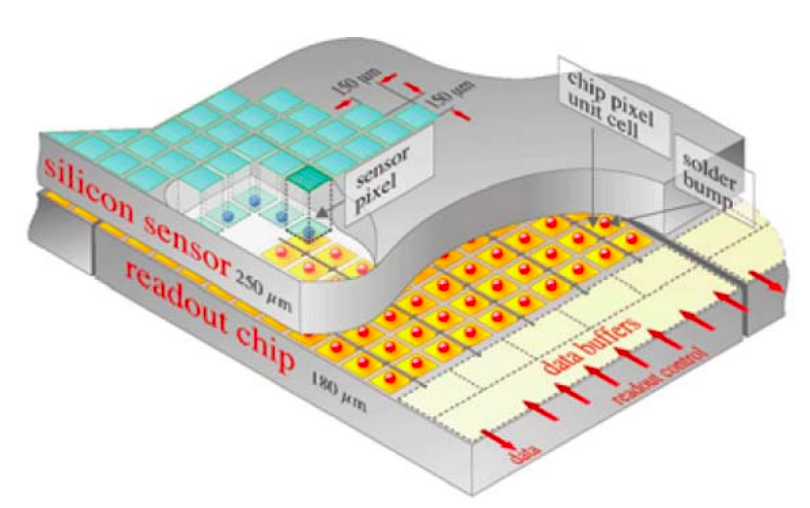 150 μm
150 μm
chip pixel
unit cell
solder
bump
sensor
pixel
silicon sensor 250 μm
readout chip
180 μm
data buffers
readout control
data